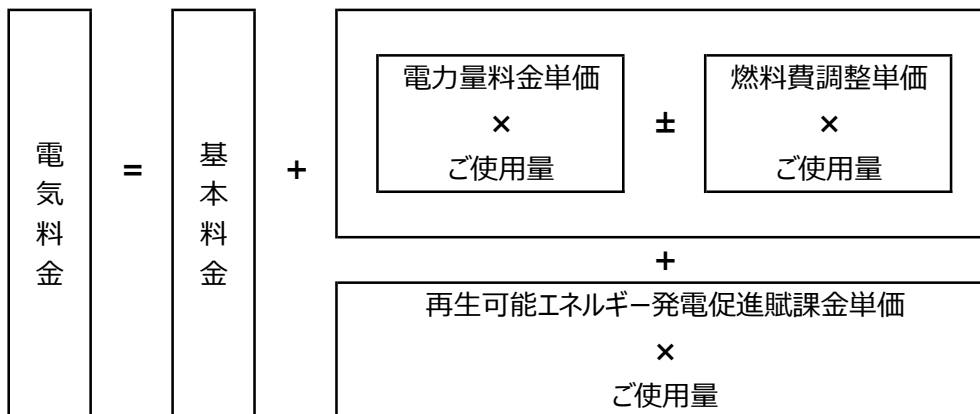 電気料金
=
基本料金
+
電力量料金単価
×
ご使用量
±
燃料費調整単価
×
ご使用量
+
再生可能エネルギー発電促進賦課金単価
×
ご使用量